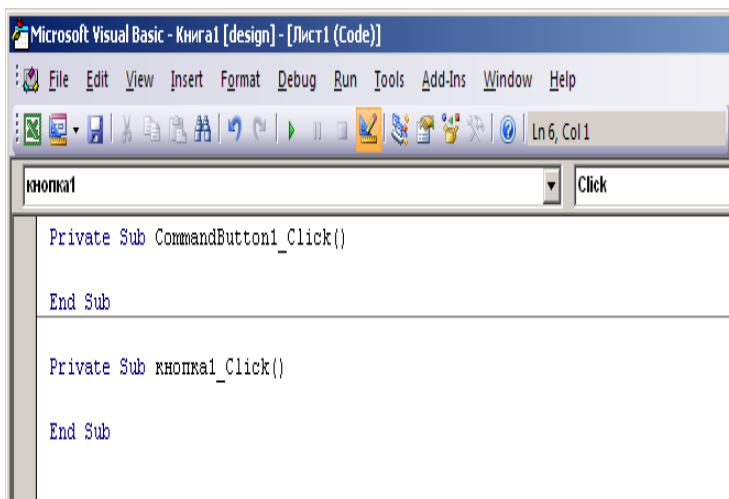 Microsoft Visual Basic - Книга1 [design] - [Лист1 (Code)]
File Edit View Insert Format Debug Run Tools Add-Ins Window Help
Ln 6, Col 1
кнопка1 Click
Private Sub CommandButton1_Click()
End Sub
Private Sub кнопка1_Click()
End Sub